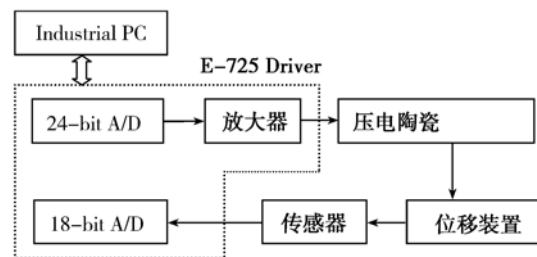 Industrial PC
E-725 Driver
24-bit A/D
放大器
压电陶瓷
18-bit A/D
传感器
位移装置